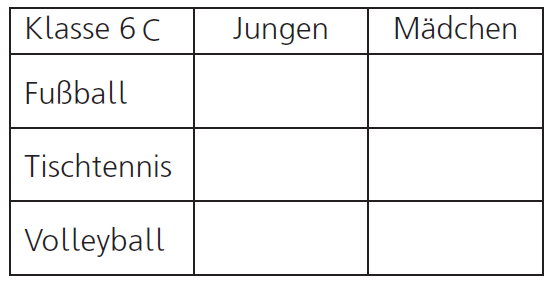 Klasse 6 C Jungen Mädchen
Fußball
Tischtennis
Volleyball